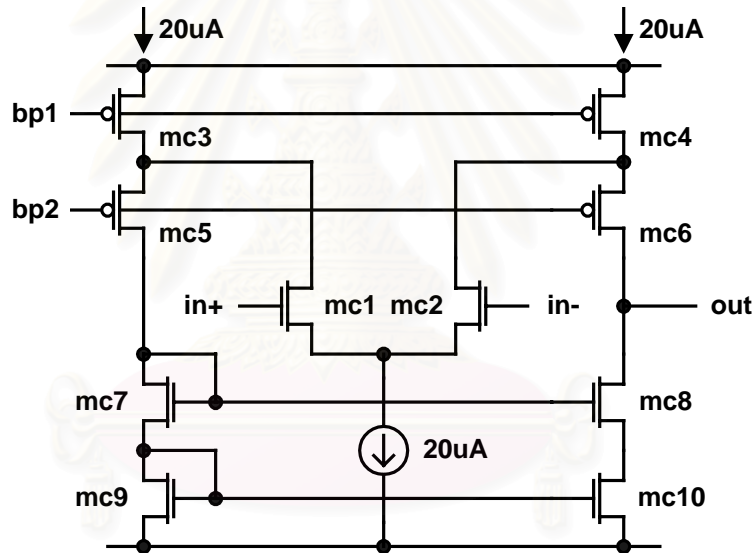 20uA 20uA
bp1
mc3 mc4
bp2
mc5 mc6
in+ mc1 mc2 in- out
mc7 mc8
20uA
mc9 mc10